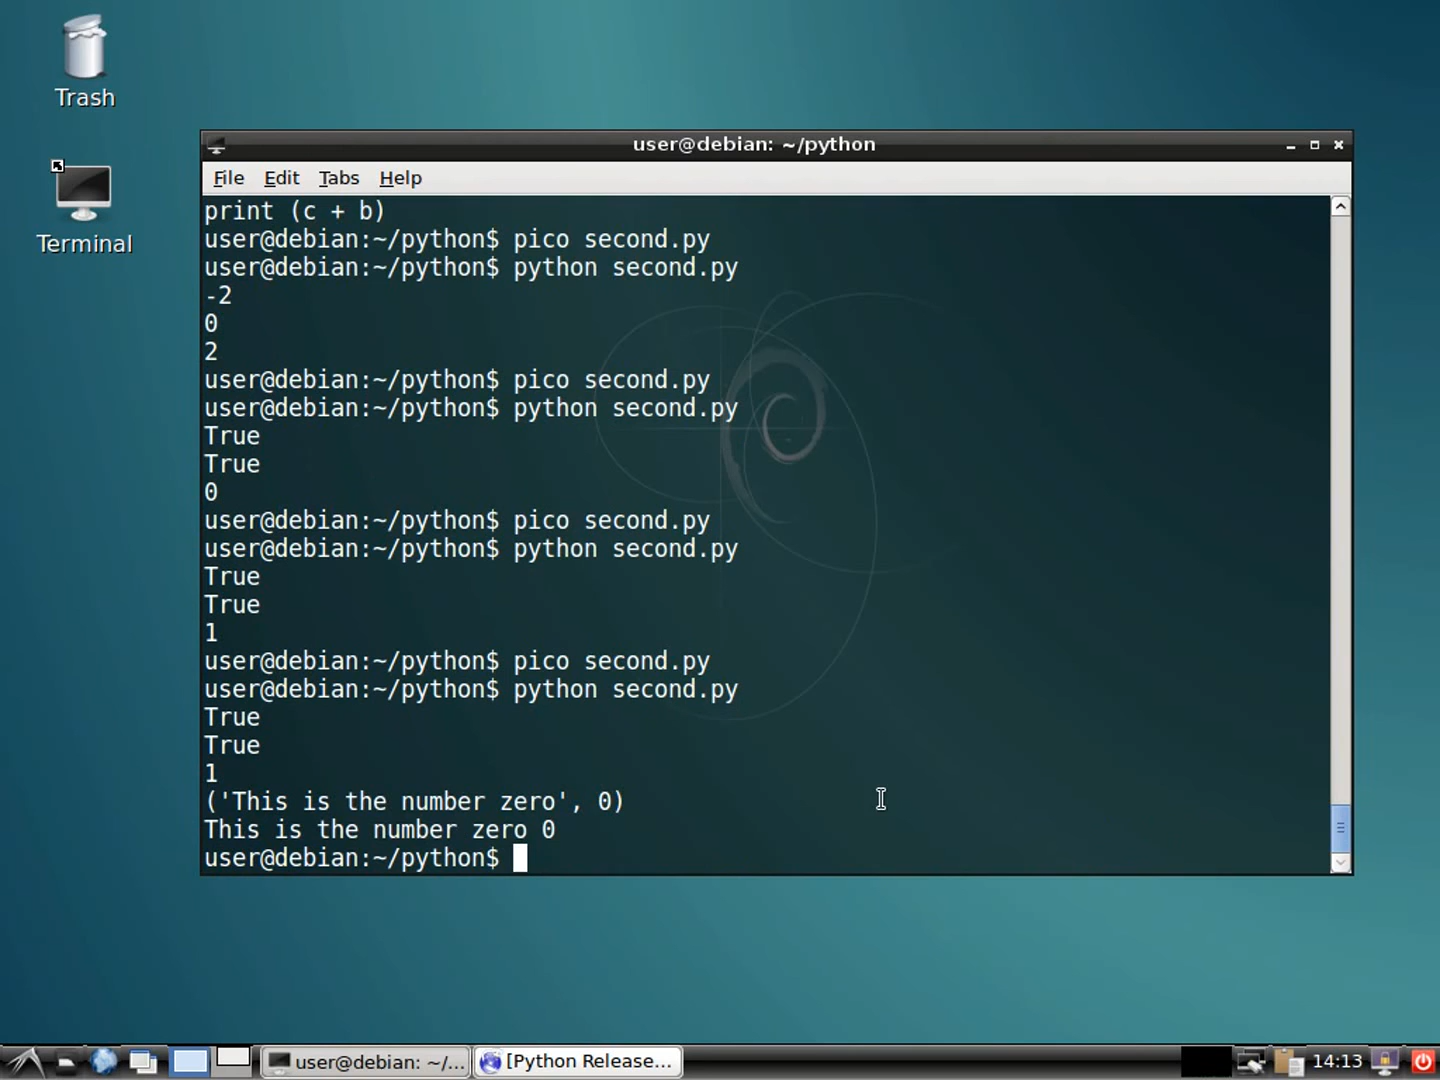 Trash
Terminal
user@debian: ~/python
File Edit Tabs Help
print (c + b)
user@debian:~/python$ pico second.py
user@debian:~/python$ python second.py
-2
0
2
user@debian:~/python$ pico second.py
user@debian:~/python$ python second.py
True
True
0
user@debian:~/python$ pico second.py
user@debian:~/python$ python second.py
True
True
1
user@debian:~/python$ pico second.py
user@debian:~/python$ python second.py
True
True
1
('This is the number zero', 0)
This is the number zero 0
user@debian:~/python$
user@debian: ~/... [Python Release... 14:13